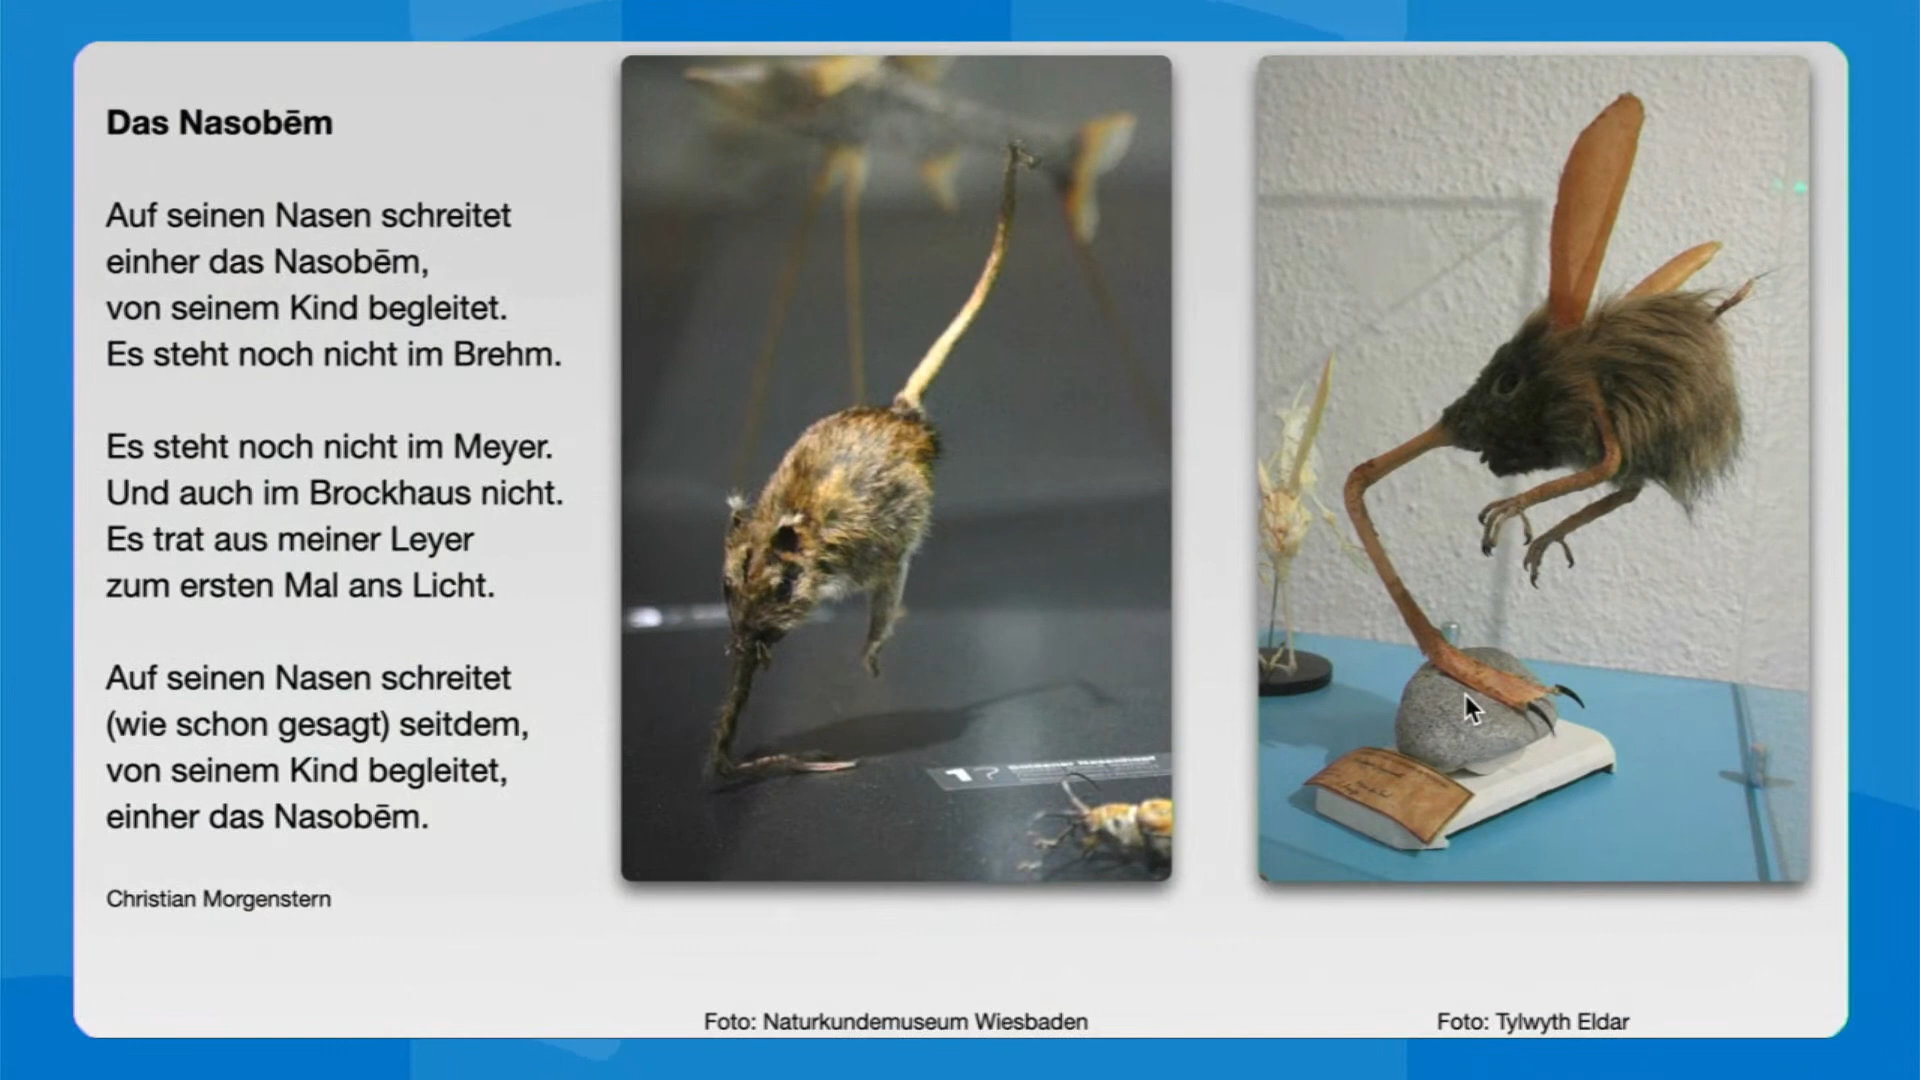 Das Nasobēm
Auf seinen Nasen schreitet
einher das Nasobēm,
von seinem Kind begleitet.
Es steht noch nicht im Brehm.
Es steht noch nicht im Meyer.
Und auch im Brockhaus nicht.
Es trat aus meiner Leyer
zum ersten Mal ans Licht.
Auf seinen Nasen schreitet
(wie schon gesagt) seitdem,
von seinem Kind begleitet,
einher das Nasobēm.
Christian Morgenstern
Foto: Naturkundemuseum Wiesbaden
Foto: Tylwyth Eldar